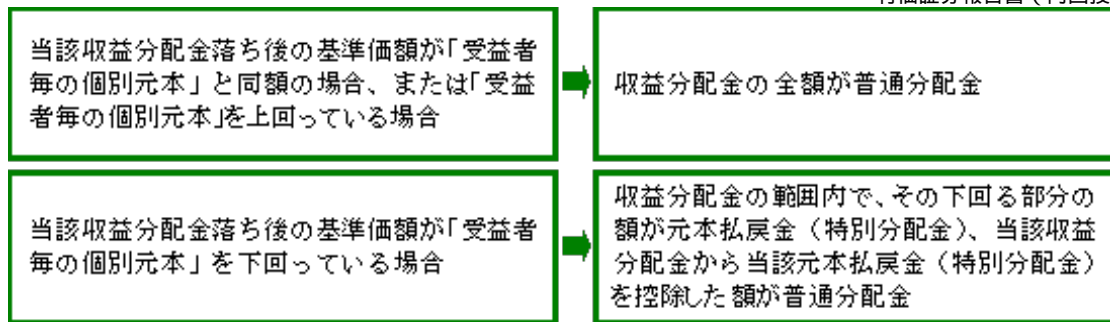 当該収益分配金落ち後の基準価額が「受益者
毎の個別元本」と同額の場合、または「受益
者毎の個別元本」を上回っている場合
収益分配金の全額が普通分配金
当該収益分配金落ち後の基準価額が「受益者
毎の個別元本」を下回っている場合
収益分配金の範囲内で、その下回る部分の
額が元本払戻金（特別分配金）、当該収益
分配金から当該元本払戻金（特別分配金）
を控除した額が普通分配金